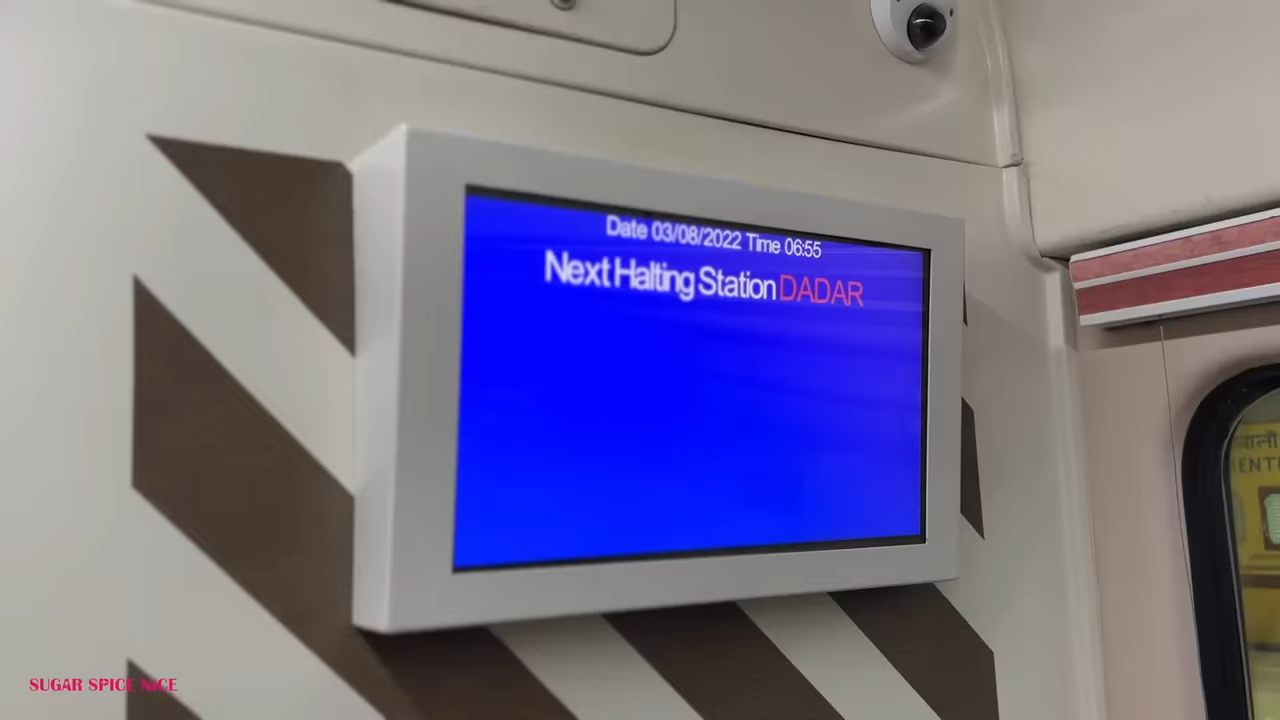 Date 03/08/2022 Time 06:55
Next Halting Station DADAR
SUGAR SPICE NICE